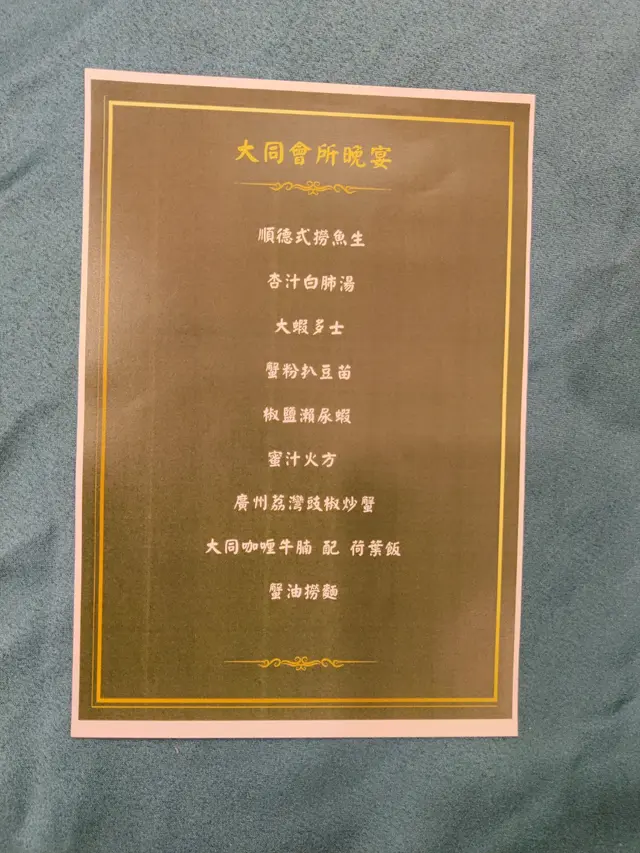 大同會所晚宴
順德式撈魚生
杏汁白肺湯
大蝦多士
蟹粉扒豆苗
椒鹽瀨尿蝦
蜜汁火方
廣州荔灣豉椒炒蟹
大同咖喱牛腩 配 荷葉飯
蟹油撈麵